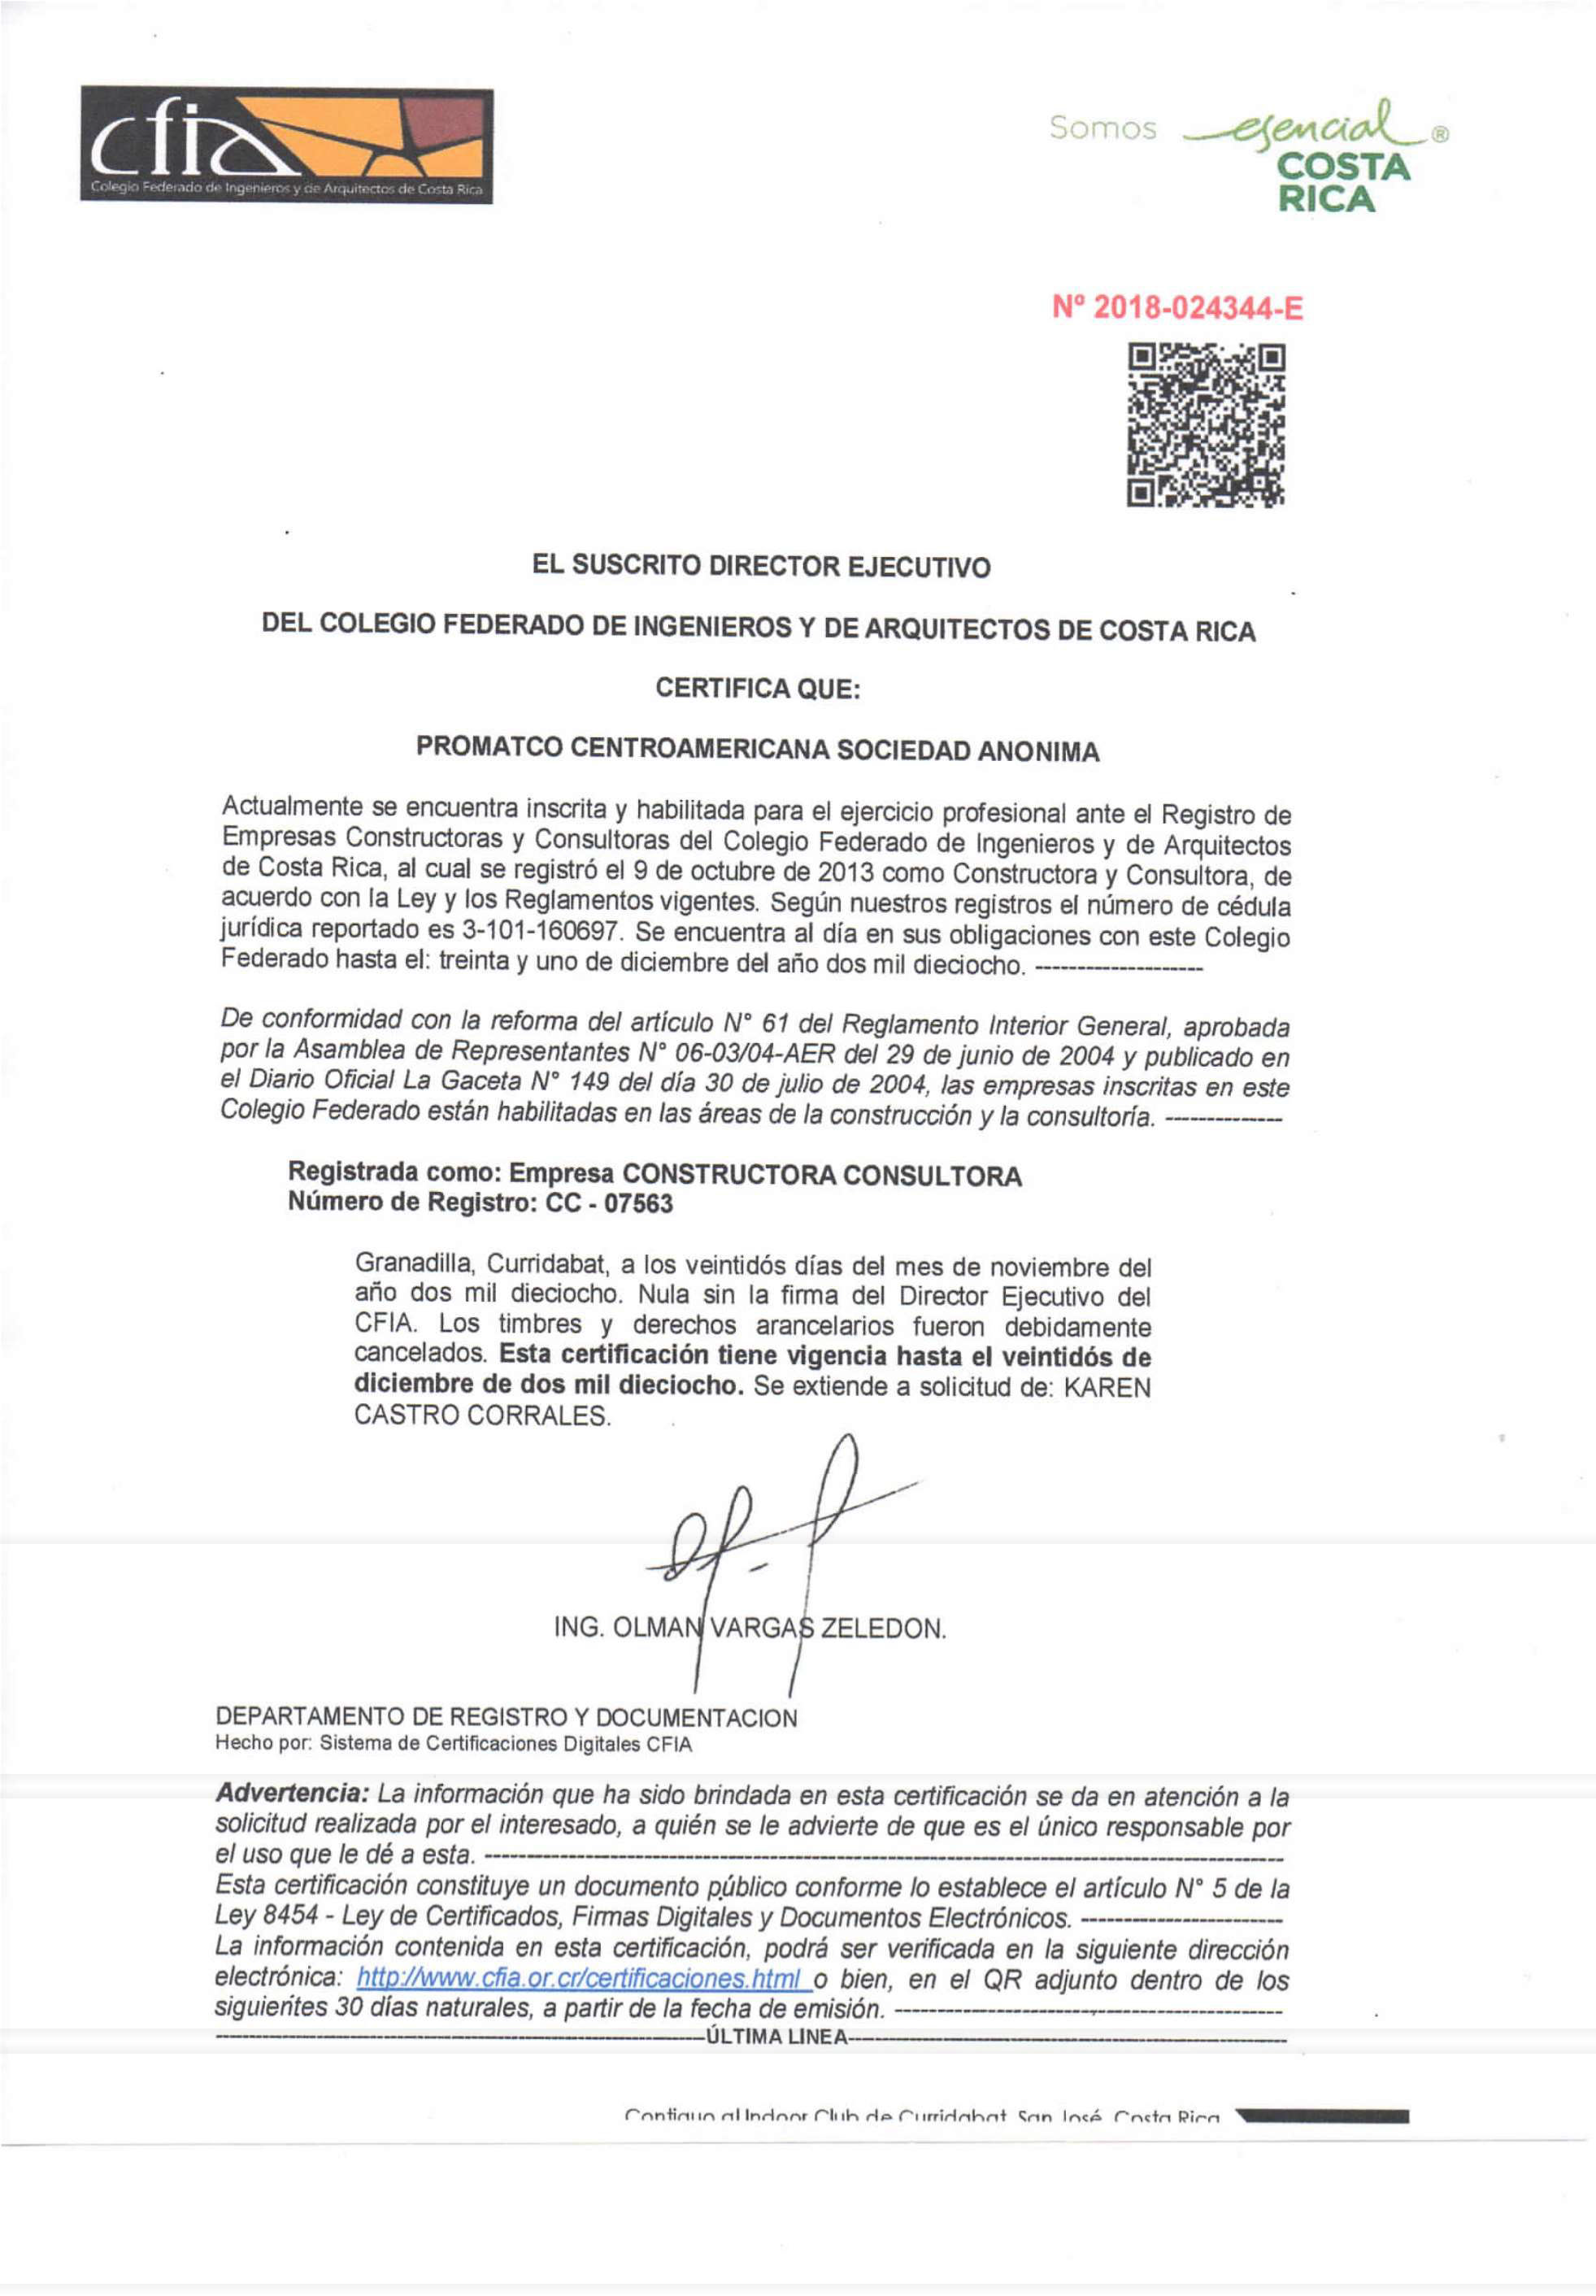 cfia
Colegio Federado de Ingenieros y de Arquitectos de Costa Rica
Somos esencial ®
COSTA
RICA
Nº 2018-024344-E
EL SUSCRITO DIRECTOR EJECUTIVO
DEL COLEGIO FEDERADO DE INGENIEROS Y DE ARQUITECTOS DE COSTA RICA
CERTIFICA QUE:
PROMATCO CENTROAMERICANA SOCIEDAD ANONIMA
Actualmente se encuentra inscrita y habilitada para el ejercicio profesional ante el Registro de
Empresas Constructoras y Consultoras del Colegio Federado de Ingenieros y de Arquitectos
de Costa Rica, al cual se registró el 9 de octubre de 2013 como Constructora y Consultora, de
acuerdo con la Ley y los Reglamentos vigentes. Según nuestros registros el número de cédula
jurídica reportado es 3-101-160697. Se encuentra al día en sus obligaciones con este Colegio
Federado hasta el: treinta y uno de diciembre del año dos mil dieciocho. --------------------
De conformidad con la reforma del artículo N° 61 del Reglamento Interior General, aprobada
por la Asamblea de Representantes N° 06-03/04-AER del 29 de junio de 2004 y publicado en
el Diario Oficial La Gaceta N° 149 del día 30 de julio de 2004, las empresas inscritas en este
Colegio Federado están habilitadas en las áreas de la construcción y la consultoría. --------------
Registrada como: Empresa CONSTRUCTORA CONSULTORA
Número de Registro: CC - 07563
Granadilla, Curridabat, a los veintidós días del mes de noviembre del
año dos mil dieciocho. Nula sin la firma del Director Ejecutivo del
CFIA. Los timbres y derechos arancelarios fueron debidamente
cancelados. Esta certificación tiene vigencia hasta el veintidós de
diciembre de dos mil dieciocho. Se extiende a solicitud de: KAREN
CASTRO CORRALES.
ING. OLMAN VARGAS ZELEDON.
DEPARTAMENTO DE REGISTRO Y DOCUMENTACION
Hecho por: Sistema de Certificaciones Digitales CFIA
Advertencia: La información que ha sido brindada en esta certificación se da en atención a la
solicitud realizada por el interesado, a quién se le advierte de que es el único responsable por
el uso que le dé a esta. ----------------------------------------------------------------
Esta certificación constituye un documento público conforme lo establece el artículo N° 5 de la
Ley 8454 - Ley de Certificados, Firmas Digitales y Documentos Electrónicos. ------------------------
La información contenida en esta certificación, podrá ser verificada en la siguiente dirección
electrónica: http://www.cfia.or.cr/certificaciones.html o bien, en el QR adjunto dentro de los
siguientes 30 días naturales, a partir de la fecha de emisión. ----------------------------------------------
----------------------------------------------------------ÚLTIMA LINEA----------------------------------------------------
Contiguo al Indoor Club de Curridabat San José Costa Rica